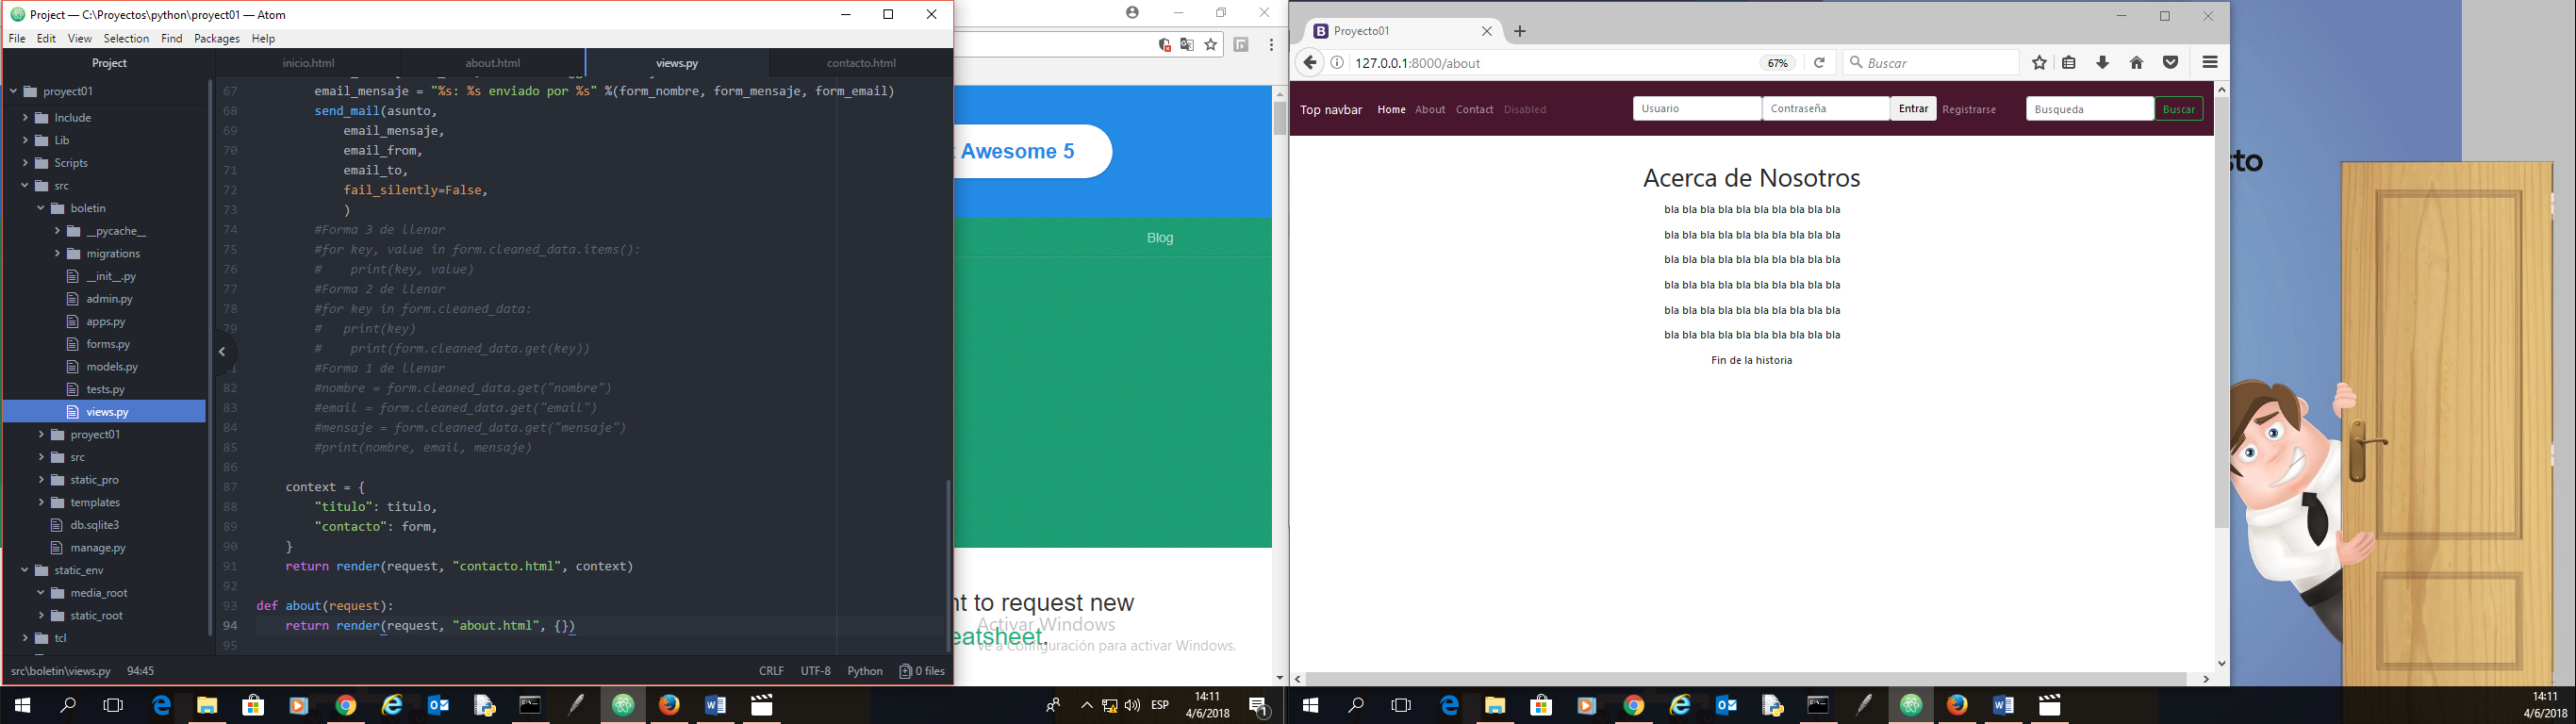 Project — C:\Proyectos\python\proyect01 — Atom
File Edit View Selection Find Packages Help
Project
inicio.html about.html views.py contacto.html
proyect01
Include
Lib
Scripts
src
boletin
__pycache__
migrations
__init__.py
admin.py
apps.py
forms.py
models.py
tests.py
views.py
proyect01
src
static_pro
templates
db.sqlite3
manage.py
static_env
media_root
static_root
tcl
67 email_mensaje = "%s: %s enviado por %s" %(form_nombre, form_mensaje, form_email)
68 send_mail(asunto,
69 email_mensaje,
70 email_from,
71 email_to,
72 fail_silently=False,
73 )
74 #Forma 3 de llenar
75 #for key, value in form.cleaned_data.items():
76 # print(key, value)
77 #Forma 2 de llenar
78 #for key in form.cleaned_data:
79 # print(key)
# print(form.cleaned_data.get(key))
#Forma 1 de llenar
82 #nombre = form.cleaned_data.get("nombre")
83 #email = form.cleaned_data.get("email")
84 #mensaje = form.cleaned_data.get("mensaje")
85 #print(nombre, email, mensaje)
86
87 context = {
88 "titulo": titulo,
89 "contacto": form,
90 }
91 return render(request, "contacto.html", context)
92
93 def about(request):
94 return render(request, "about.html", {})
95
src\boletin\views.py 94:45 CRLF UTF-8 Python 0 files
Awesome 5
Blog
nt to request new
eatsheet.
Activar Windows
Ve a Configuración para activar Windows.
ESP
14:11
4/6/2018
1
Proyecto01
127.0.0.1:8000/about 67% Buscar
Top navbar Home About Contact Disabled Usuario Contraseña Entrar Registrarse Busqueda Buscar
Acerca de Nosotros
bla bla bla bla bla bla bla bla bla bla
bla bla bla bla bla bla bla bla bla bla
bla bla bla bla bla bla bla bla bla bla
bla bla bla bla bla bla bla bla bla bla
bla bla bla bla bla bla bla bla bla bla
bla bla bla bla bla bla bla bla bla bla
Fin de la historia
sto
14:11
4/6/2018